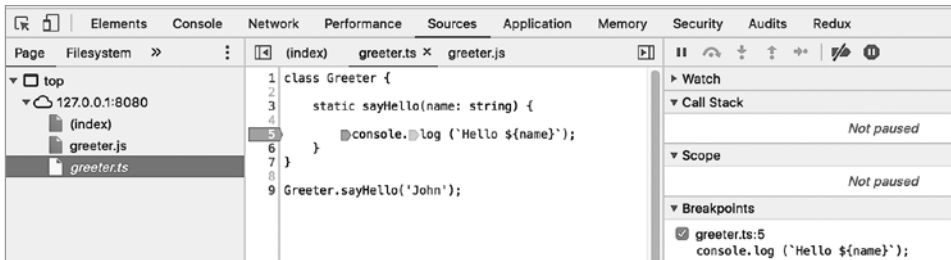 Elements Console Network Performance Sources Application Memory Security Audits Redux
Page Filesystem »
(index) greeter.ts × greeter.js
top
127.0.0.1:8080
(index)
greeter.js
greeter.ts
1 class Greeter {
2
3 static sayHello(name: string) {
4
5 console.log (`Hello ${name}`);
6 }
7 }
8
9 Greeter.sayHello('John');
Watch
Call Stack
Not paused
Scope
Not paused
Breakpoints
greeter.ts:5
console.log (`Hello ${name}`);